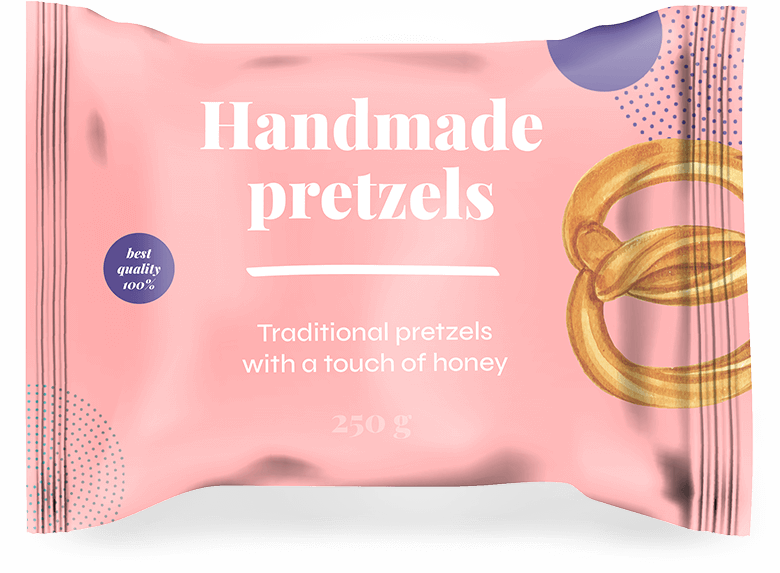 Handmade
pretzels
best
quality
100%
Traditional pretzels
with a touch of honey
250 g